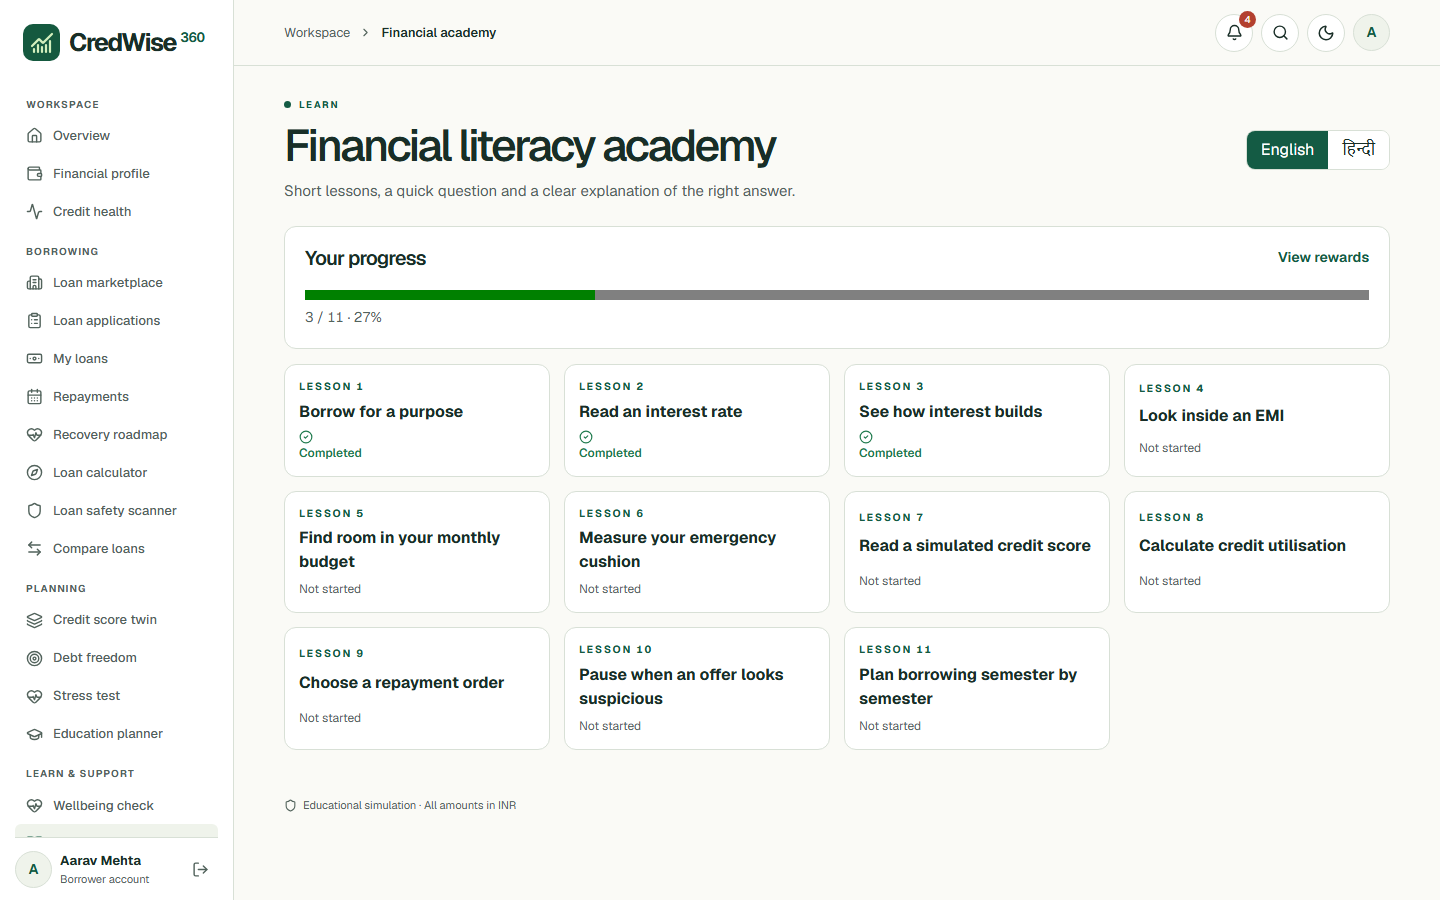 CredWise 360
WORKSPACE
Overview
Financial profile
Credit health
BORROWING
Loan marketplace
Loan applications
My loans
Repayments
Recovery roadmap
Loan calculator
Loan safety scanner
Compare loans
PLANNING
Credit score twin
Debt freedom
Stress test
Education planner
LEARN & SUPPORT
Wellbeing check
A
Aarav Mehta
Borrower account
Workspace > Financial academy
4
A
LEARN
Financial literacy academy
Short lessons, a quick question and a clear explanation of the right answer.
English
हिन्दी
Your progress
View rewards
3 / 11 · 27%
LESSON 1
Borrow for a purpose
Completed
LESSON 2
Read an interest rate
Completed
LESSON 3
See how interest builds
Completed
LESSON 4
Look inside an EMI
Not started
LESSON 5
Find room in your monthly
budget
Not started
LESSON 6
Measure your emergency
cushion
Not started
LESSON 7
Read a simulated credit score
Not started
LESSON 8
Calculate credit utilisation
Not started
LESSON 9
Choose a repayment order
Not started
LESSON 10
Pause when an offer looks
suspicious
Not started
LESSON 11
Plan borrowing semester by
semester
Not started
Educational simulation · All amounts in INR